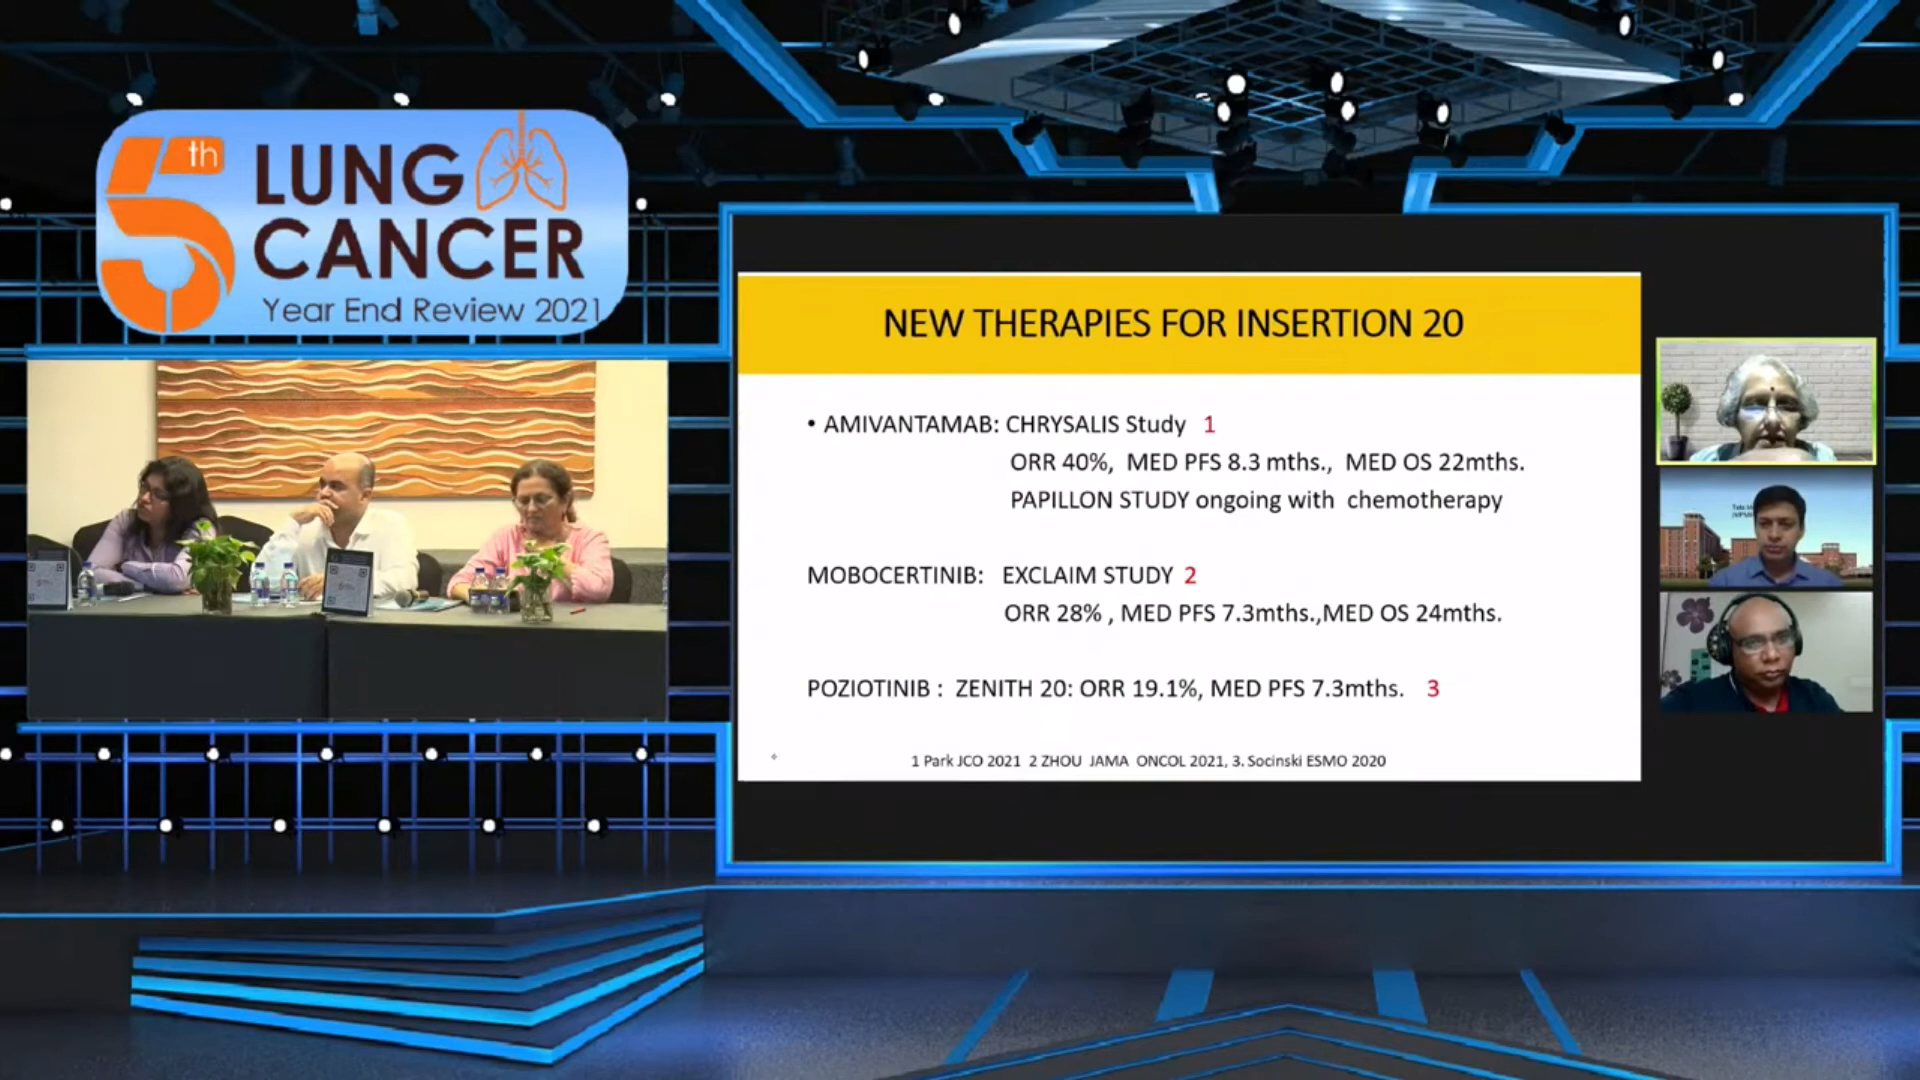 5th
LUNG
CANCER
Year End Review 2021
NEW THERAPIES FOR INSERTION 20
• AMIVANTAMAB: CHRYSALIS Study 1
ORR 40%, MED PFS 8.3 mths., MED OS 22mths.
PAPILLON STUDY ongoing with chemotherapy
MOBOCERTINIB: EXCLAIM STUDY 2
ORR 28% , MED PFS 7.3mths.,MED OS 24mths.
POZIOTINIB : ZENITH 20: ORR 19.1%, MED PFS 7.3mths. 3
1 Park JCO 2021 2 ZHOU JAMA ONCOL 2021, 3. Socinski ESMO 2020